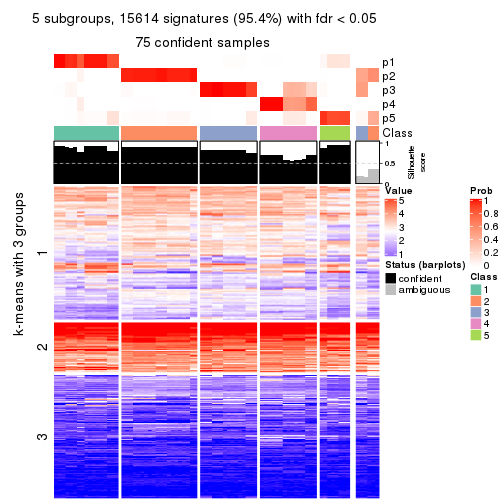 5 subgroups, 15614 signatures (95.4%) with fdr < 0.05
75 confident samples
p1
p2
p3
p4
p5
Class
1
0.5
0
Silhouette
score
k-means with 3 groups
1
2
3
Value
5
4
3
2
1
Status (barplots)
confident
ambiguous
Prob
1
0.8
0.6
0.4
0.2
0
Class
1
2
3
4
5